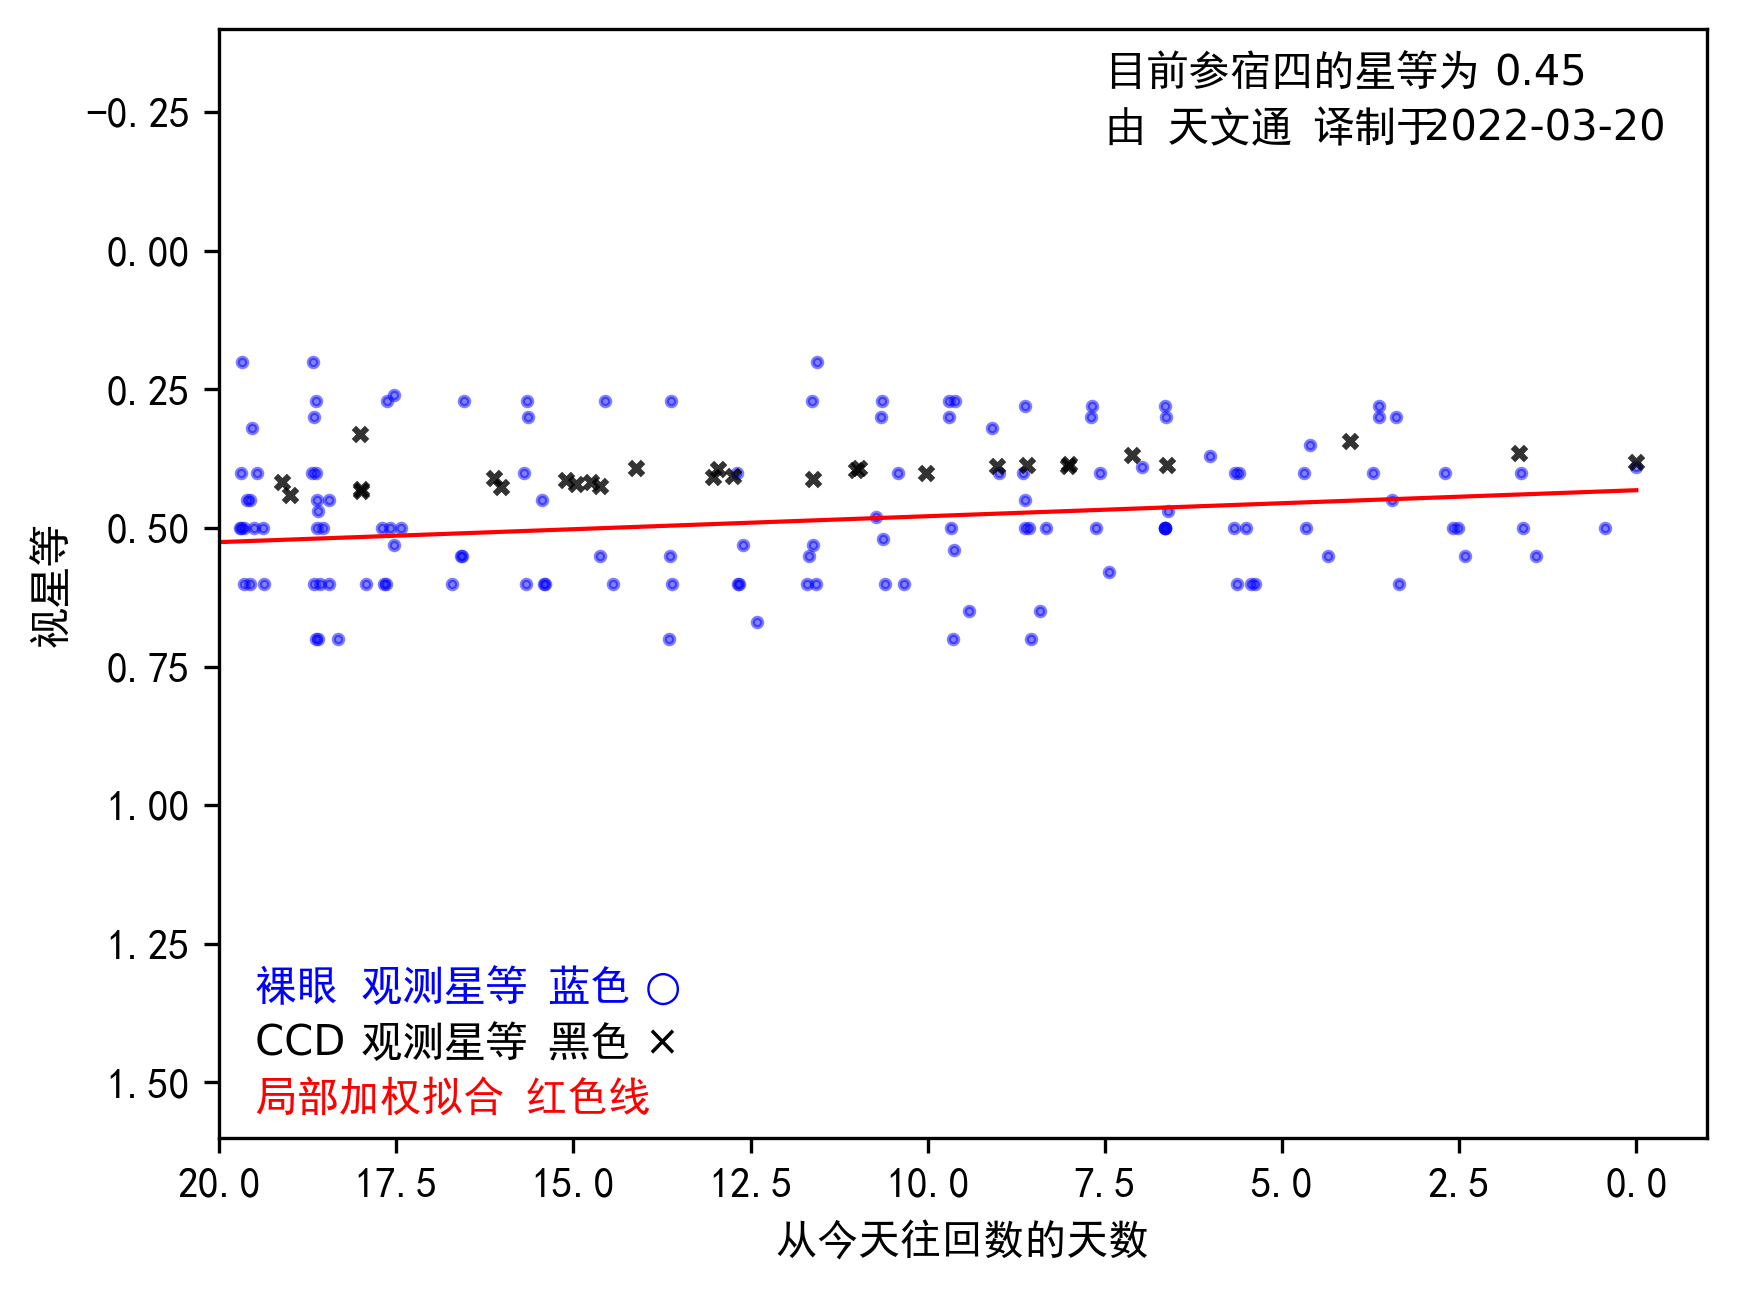 目前参宿四的星等为 0.45
由 天文通 译制于2022-03-20
−0.25
0.00
0.25
0.50
0.75
1.00
1.25
1.50
视星等
裸眼 观测星等 蓝色 ○
CCD 观测星等 黑色 ×
局部加权拟合 红色线
20.0 17.5 15.0 12.5 10.0 7.5 5.0 2.5 0.0
从今天往回数的天数